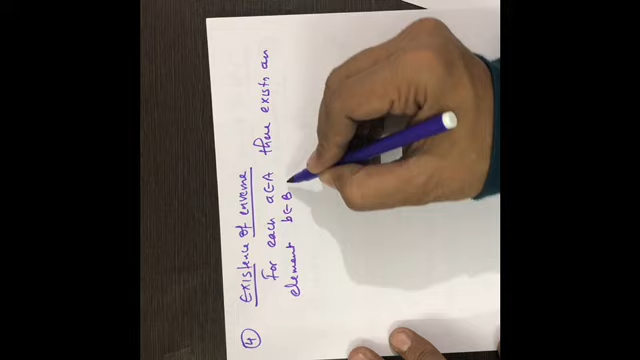 ④ Existence of inverse
For each a∈A there exists an
element b∈B